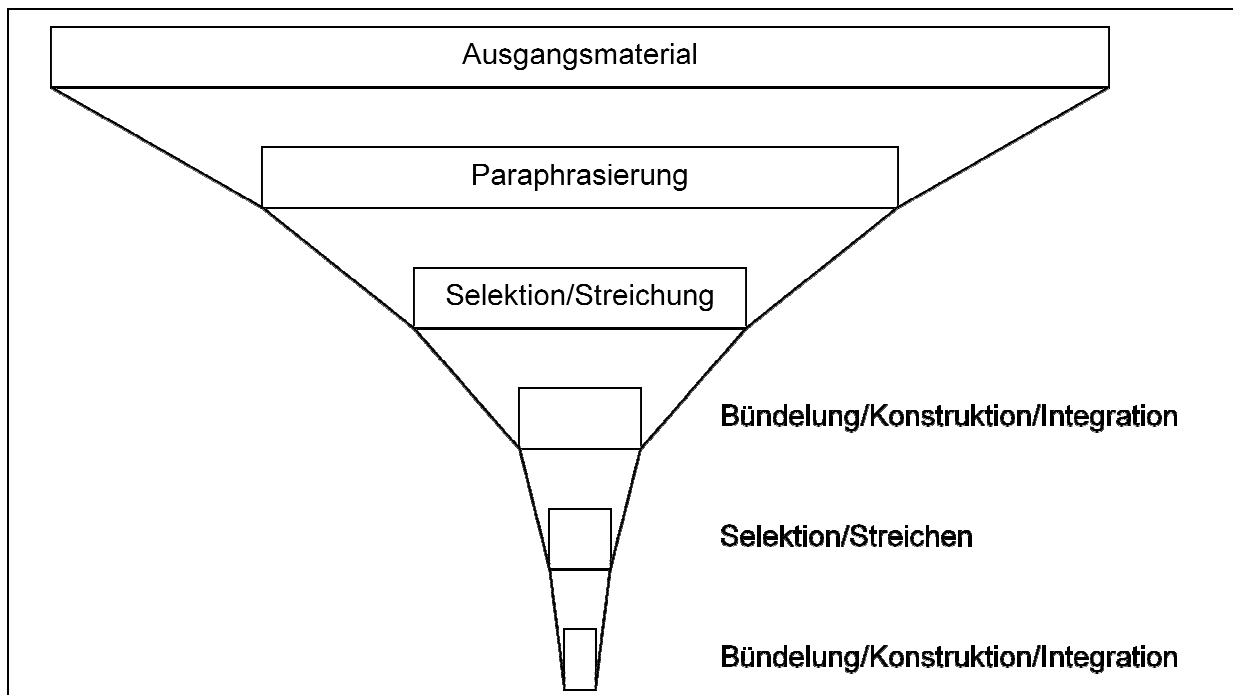 Ausgangsmaterial
Paraphrasierung
Selektion/Streichung
Bündelung/Konstruktion/Integration
Selektion/Streichen
Bündelung/Konstruktion/Integration